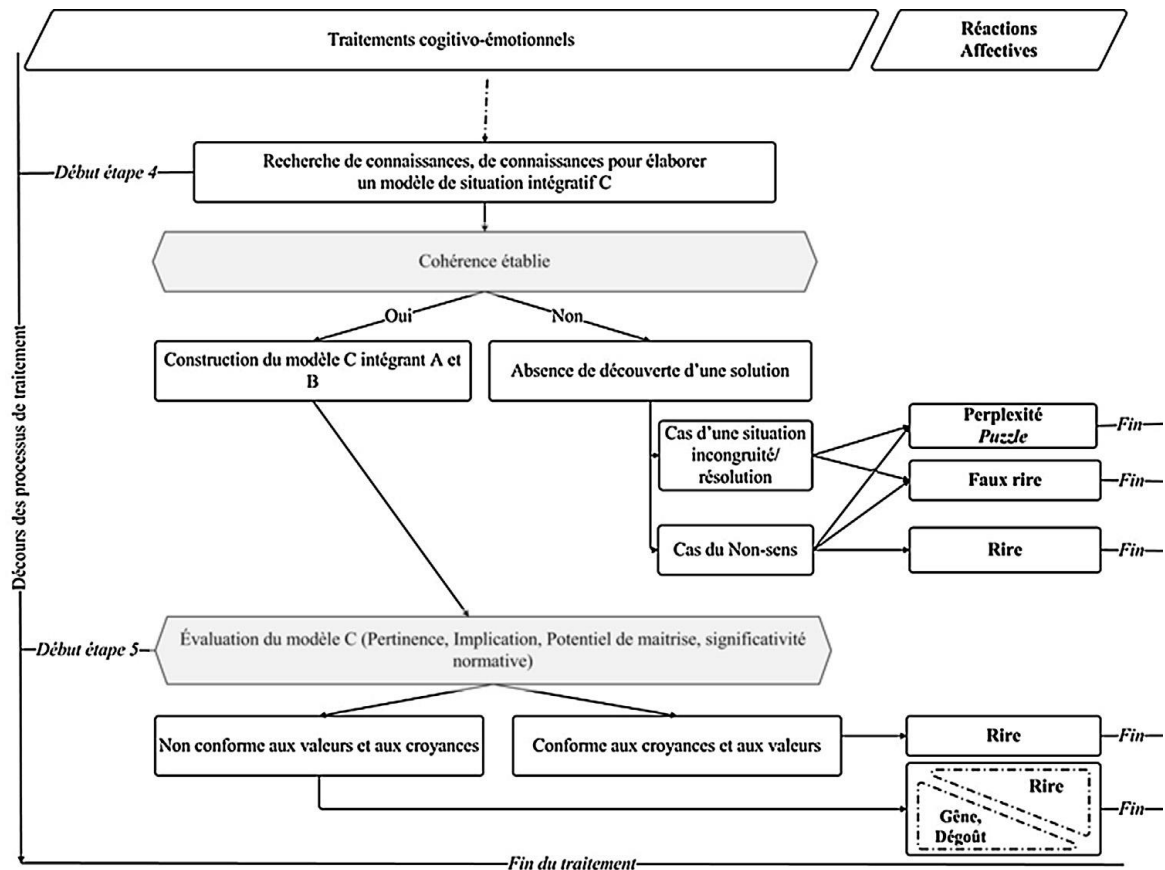 Traitements cogitivo-émotionnels
Réactions
Affectives
Décours des processus de traitement
Début étape 4
Recherche de connaissances, de connaissances pour élaborer
un modèle de situation intégratif C
Cohérence établie
Oui
Non
Construction du modèle C intégrant A et
B
Absence de découverte d'une solution
Cas d'une situation
incongruité/
résolution
Perplexité
Puzzle
Fin
Faux rire
Fin
Cas du Non-sens
Rire
Fin
Début étape 5
Évaluation du modèle C (Pertinence, Implication, Potentiel de maitrise, significativité
normative)
Non conforme aux valeurs et aux croyances
Conforme aux croyances et aux valeurs
Rire
Fin
Rire
Gêne,
Dégoût
Fin
Fin du traitement